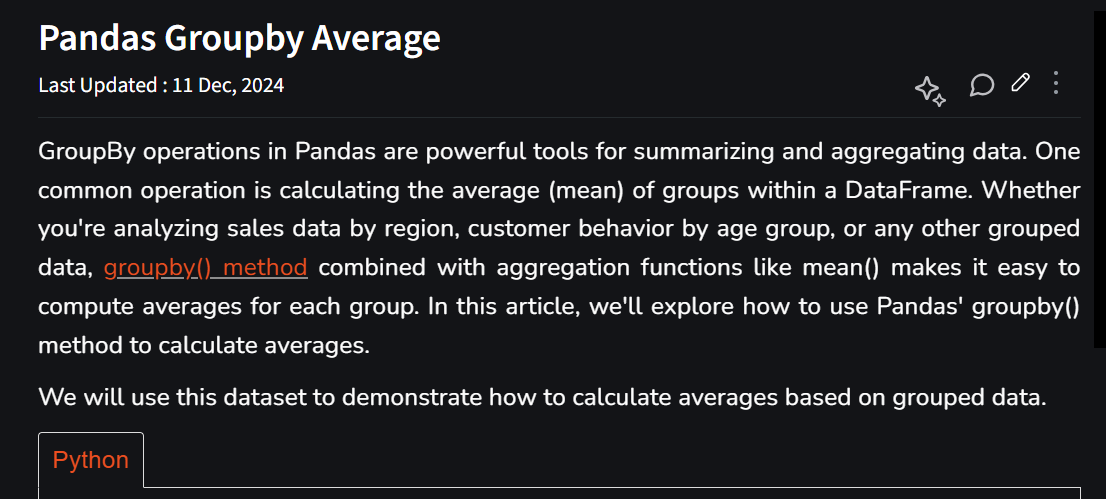 Pandas Groupby Average
Last Updated : 11 Dec, 2024
GroupBy operations in Pandas are powerful tools for summarizing and aggregating data. One
common operation is calculating the average (mean) of groups within a DataFrame. Whether
you're analyzing sales data by region, customer behavior by age group, or any other grouped
data, groupby() method combined with aggregation functions like mean() makes it easy to
compute averages for each group. In this article, we'll explore how to use Pandas' groupby()
method to calculate averages.
We will use this dataset to demonstrate how to calculate averages based on grouped data.
Python